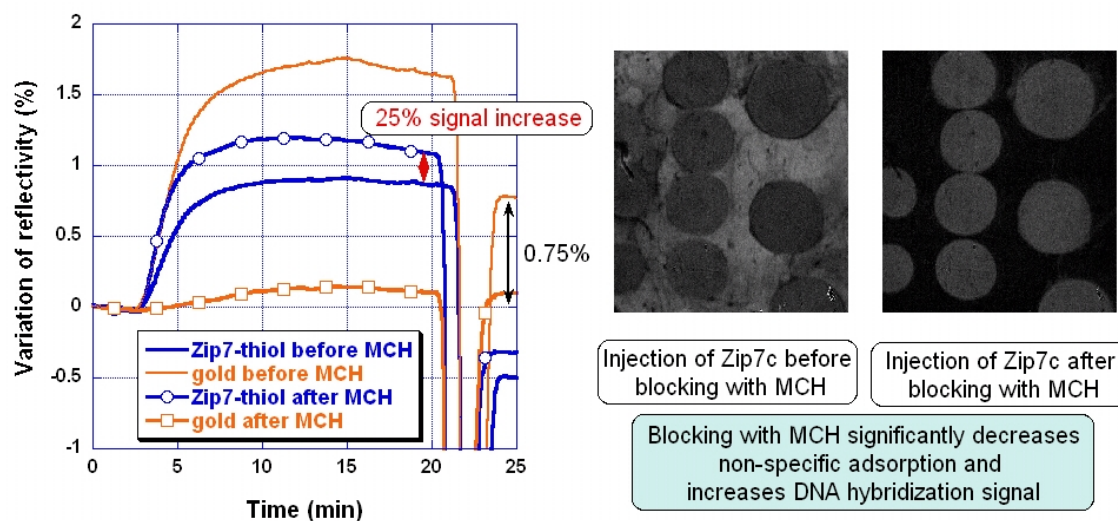 2
1.5
1
0.5
0
-0.5
-1
Variation of reflectivity (%)
25% signal increase
0.75%
Zip7-thiol before MCH
gold before MCH
Zip7-thiol after MCH
gold after MCH
0 5 10 15 20 25
Time (min)
Injection of Zip7c before
blocking with MCH
Injection of Zip7c after
blocking with MCH
Blocking with MCH significantly decreases
non-specific adsorption and
increases DNA hybridization signal